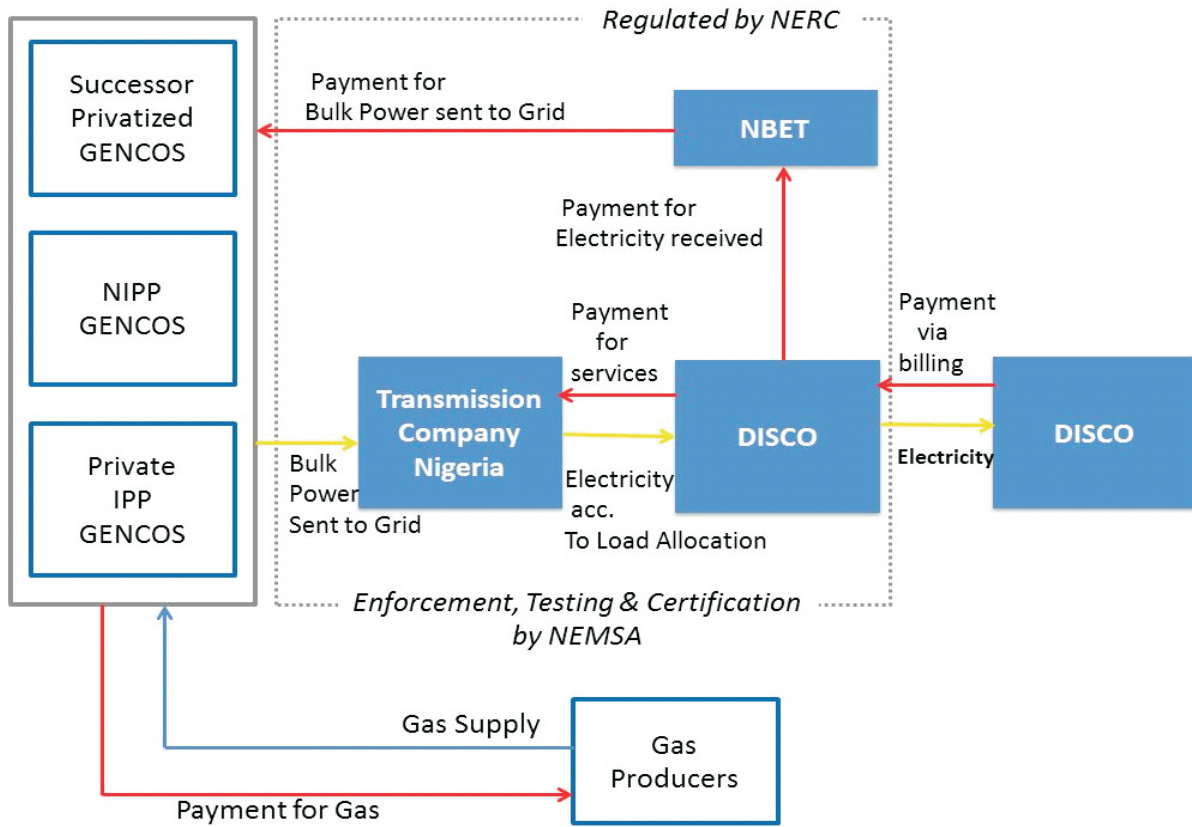 Regulated by NERC
Successor
Privatized
GENCOS
Payment for
Bulk Power sent to Grid
NBET
Payment for
Electricity received
NIPP
GENCOS
Payment
for
services
Payment
via
billing
Transmission
Company
Nigeria
DISCO
DISCO
Electricity
Private
IPP
GENCOS
Bulk
Power
Sent to Grid
Electricity
acc.
To Load Allocation
Enforcement, Testing & Certification
by NEMSA
Gas Supply
Gas
Producers
Payment for Gas